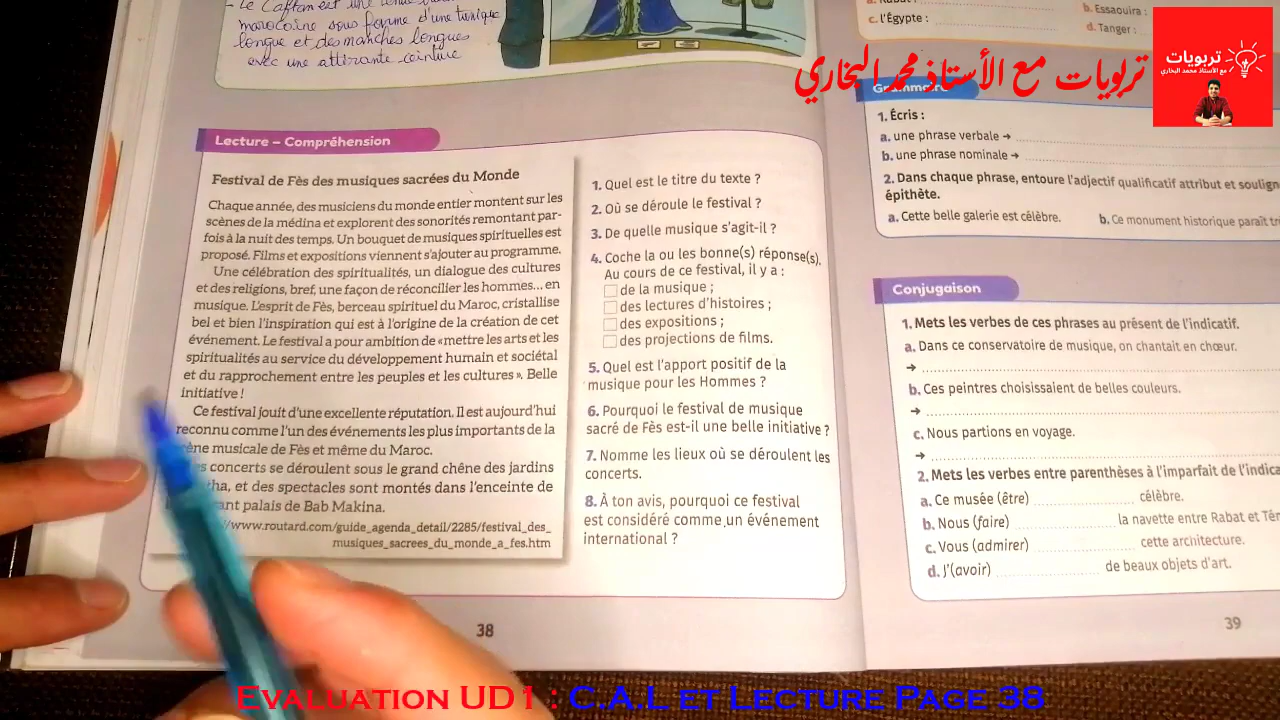 - Le Caftan est une
marocaine sous forme d'une tunique
longue et des manches longues
avec une attirante ceinture
Lecture – Compréhension
Festival de Fès des musiques sacrées du Monde
Chaque année, des musiciens du monde entier montent sur les
scènes de la médina et explorent des sonorités remontant par-
fois à la nuit des temps. Un bouquet de musiques spirituelles est
proposé. Films et expositions viennent s'ajouter au programme.
Une célébration des spiritualités, un dialogue des cultures
et des religions, bref, une façon de réconcilier les hommes... en
musique. L'esprit de Fès, berceau spirituel du Maroc, cristallise
bel et bien l'inspiration qui est à l'origine de la création de cet
événement. Le festival a pour ambition de «mettre les arts et les
spiritualités au service du développement humain et sociétal
et du rapprochement entre les peuples et les cultures ». Belle
initiative !
Ce festival jouit d'une excellente réputation. Il est aujourd'hui
reconnu comme l'un des événements les plus importants de la
scène musicale de Fès et même du Maroc.
concerts se déroulent sous le grand chêne des jardins
et des spectacles sont montés dans l'enceinte de
palais de Bab Makina.
www.routard.com/guide_agenda_detail/2285/festival_des_
musiques_sacrees_du_monde_a_fes.htm
1. Quel est le titre du texte ?
2. Où se déroule le festival ?
3. De quelle musique s'agit-il ?
4. Coche la ou les bonne(s) réponse(s).
Au cours de ce festival, il y a :
de la musique ;
des lectures d'histoires ;
des expositions ;
des projections de films.
5. Quel est l'apport positif de la
musique pour les Hommes ?
6. Pourquoi le festival de musique
sacré de Fès est-il une belle initiative ?
7. Nomme les lieux où se déroulent les
concerts.
8. À ton avis, pourquoi ce festival
est considéré comme un événement
international ?
38
b. Essaouira :
c. l'Égypte :
d. Tanger :
تربويات مع الأستاذ محمد البخاري
تربويات
مع الأستاذ محمد البخاري
Grammaire
1. Écris :
a. une phrase verbale →
b. une phrase nominale →
2. Dans chaque phrase, entoure l'adjectif qualificatif attribut et
épithète.
a. Cette belle galerie est célèbre.
b. Ce monument historique paraît
Conjugaison
1. Mets les verbes de ces phrases au présent de l'indicatif.
a. Dans ce conservatoire de musique, on chantait en chœur.
→
b. Ces peintres choisissaient de belles couleurs.
→
c. Nous partions en voyage.
→
2. Mets les verbes entre parenthèses à l'imparfait de
a. Ce musée (être) célèbre.
b. Nous (faire) la navette entre Rabat et
c. Vous (admirer) cette architecture.
d. J'(avoir) de beaux objets d'art.
39
EVALUATION UD1 : C.A.L ET LECTURE PAGE 38